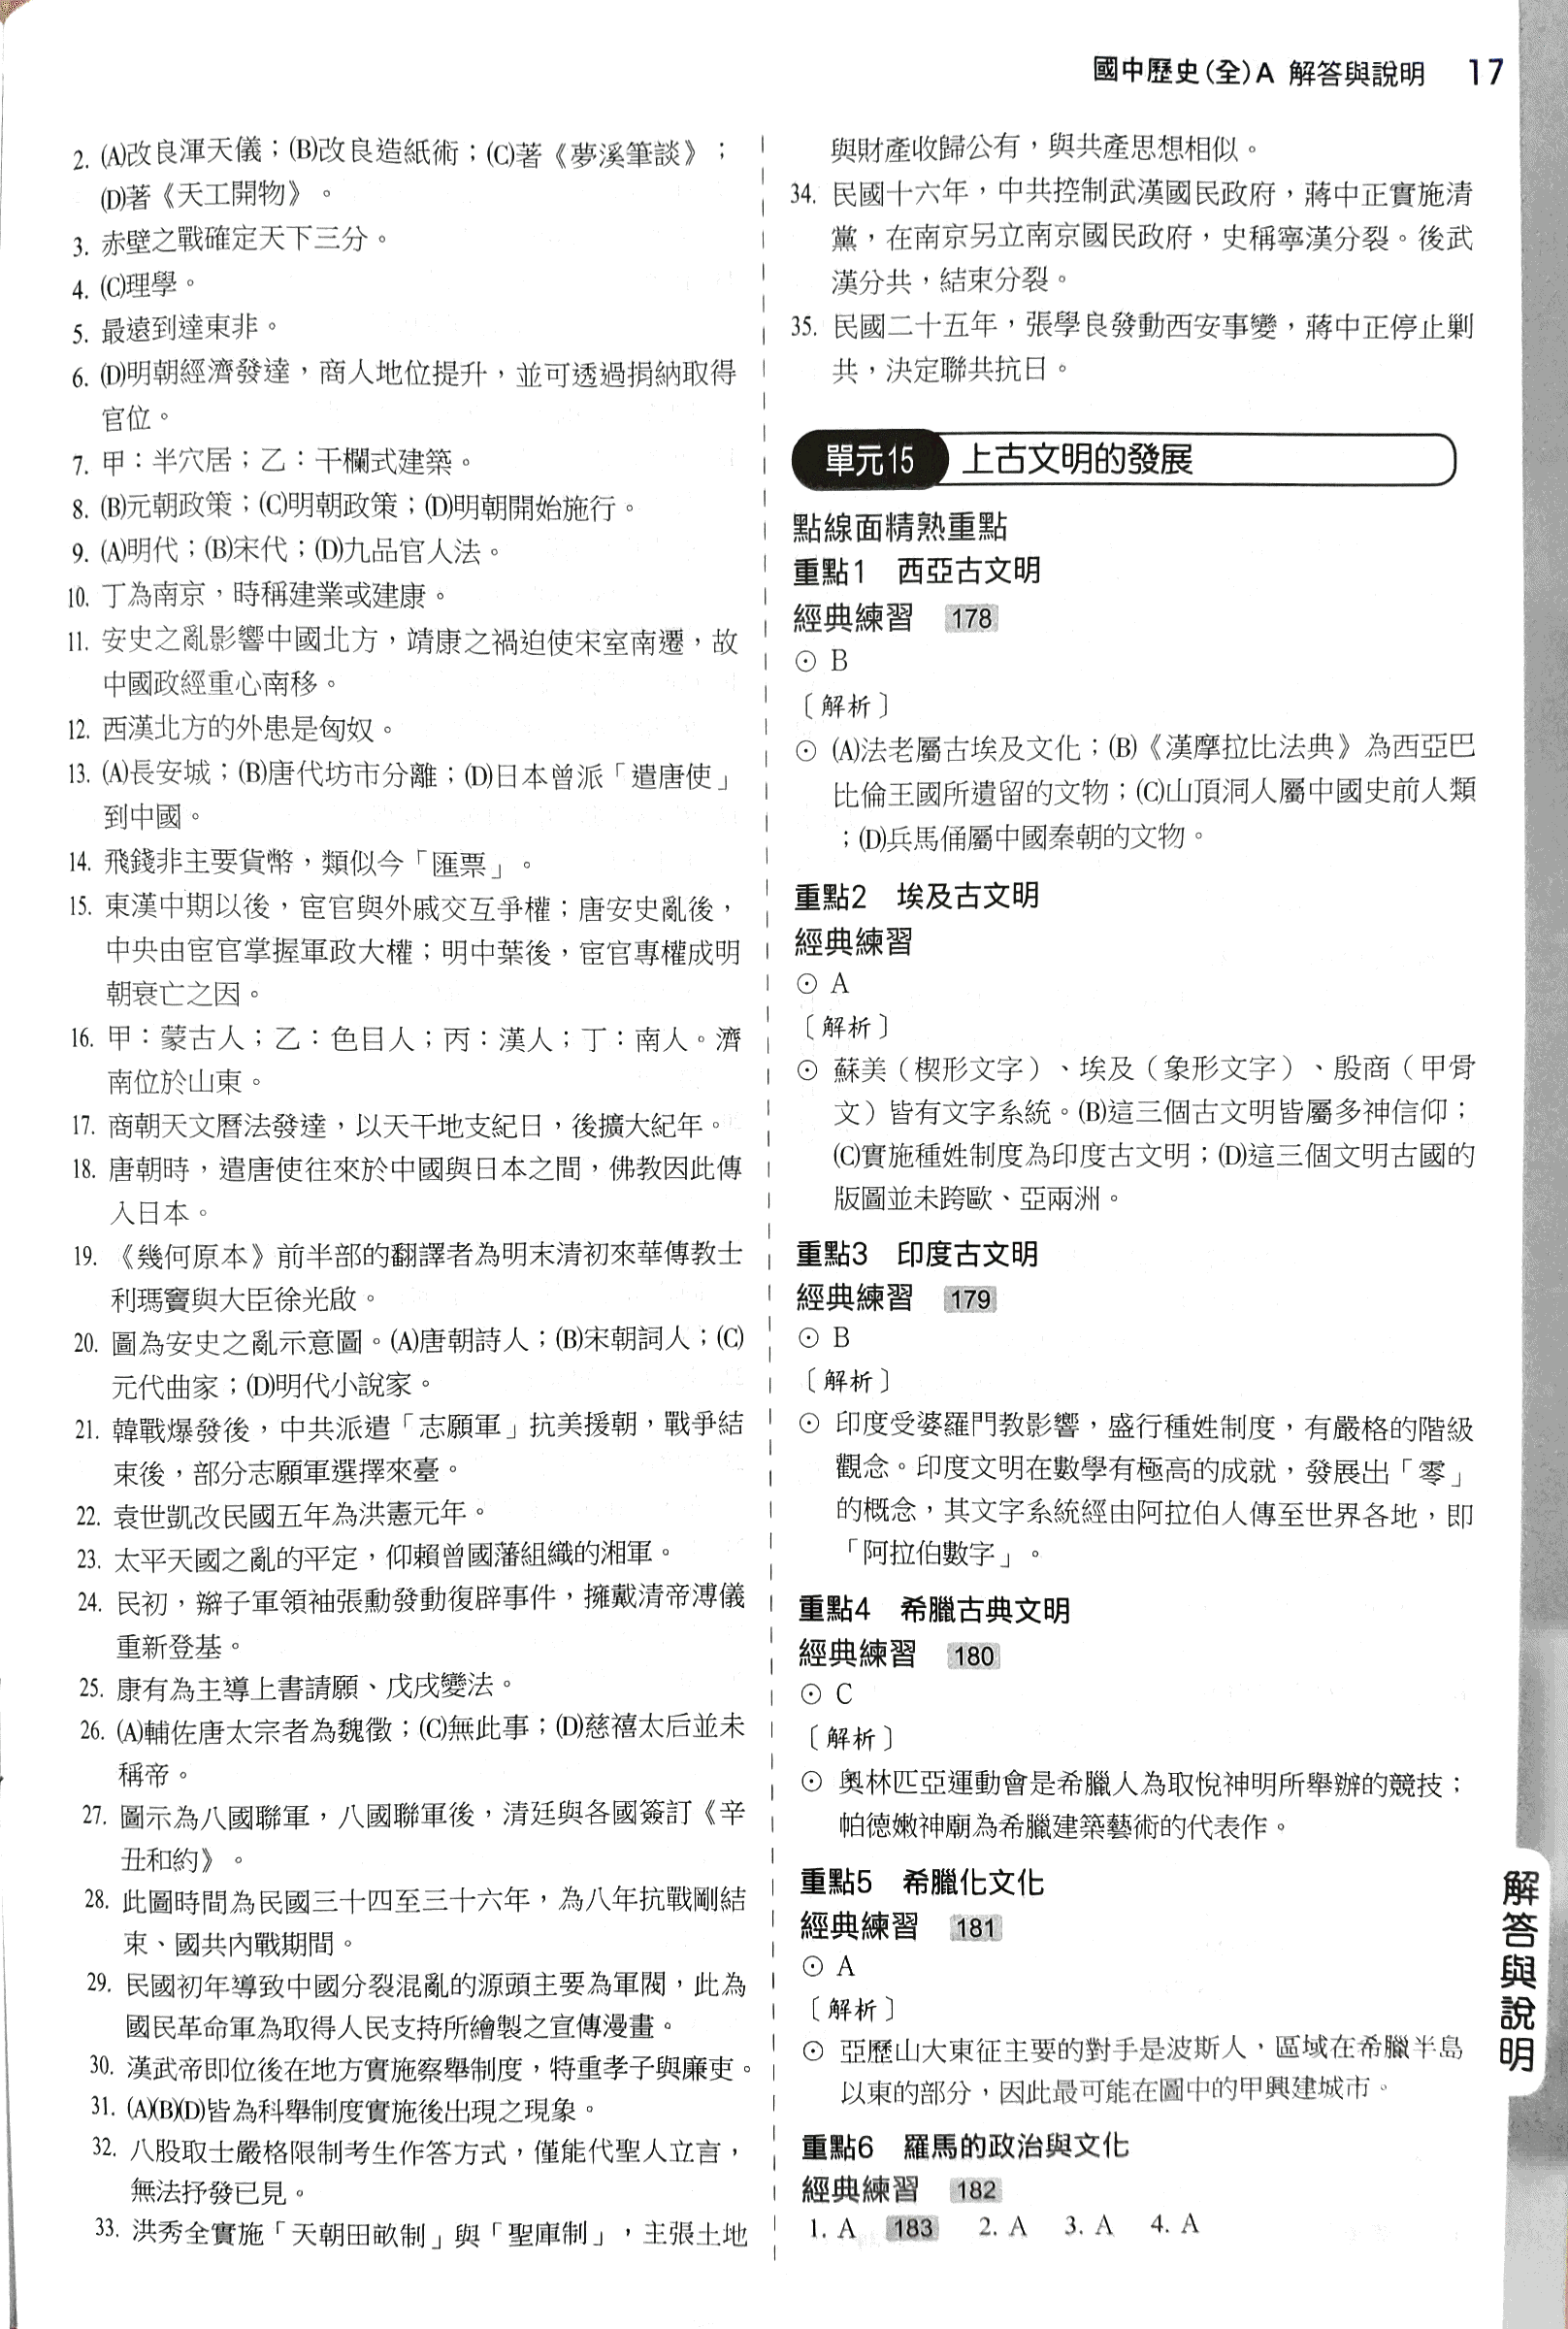 國中歷史(全)A 解答與說明 17
2. (A)改良渾天儀；(B)改良造紙術；(C)著《夢溪筆談》；
(D)著《天工開物》。
3. 赤壁之戰確定天下三分。
4. (C)理學。
5. 最遠到達東非。
6. (D)明朝經濟發達，商人地位提升，並可透過捐納取得
官位。
7. 甲：半穴居；乙：干欄式建築。
8. (B)元朝政策；(C)明朝政策；(D)明朝開始施行。
9. (A)明代；(B)宋代；(D)九品官人法。
10. 丁為南京，時稱建業或建康。
11. 安史之亂影響中國北方，靖康之禍迫使宋室南遷，故
中國政經重心南移。
12. 西漢北方的外患是匈奴。
13. (A)長安城；(B)唐代坊市分離；(D)日本曾派「遣唐使」
到中國。
14. 飛錢非主要貨幣，類似今「匯票」。
15. 東漢中期以後，宦官與外戚交互爭權；唐安史亂後，
中央由宦官掌握軍政大權；明中葉後，宦官專權成明
朝衰亡之因。
16. 甲：蒙古人；乙：色目人；丙：漢人；丁：南人。濟
南位於山東。
17. 商朝天文曆法發達，以天干地支紀日，後擴大紀年。
18. 唐朝時，遣唐使往來於中國與日本之間，佛教因此傳
入日本。
19. 《幾何原本》前半部的翻譯者為明末清初來華傳教士
利瑪竇與大臣徐光啟。
20. 圖為安史之亂示意圖。(A)唐朝詩人；(B)宋朝詞人；(C)
元代曲家；(D)明代小說家。
21. 韓戰爆發後，中共派遣「志願軍」抗美援朝，戰爭結
束後，部分志願軍選擇來臺。
22. 袁世凱改民國五年為洪憲元年。
23. 太平天國之亂的平定，仰賴曾國藩組織的湘軍。
24. 民初，辮子軍領袖張勳發動復辟事件，擁戴清帝溥儀
重新登基。
25. 康有為主導上書請願、戊戌變法。
26. (A)輔佐唐太宗者為魏徵；(C)無此事；(D)慈禧太后並未
稱帝。
27. 圖示為八國聯軍，八國聯軍後，清廷與各國簽訂《辛
丑和約》。
28. 此圖時間為民國三十四至三十六年，為八年抗戰剛結
束、國共內戰期間。
29. 民國初年導致中國分裂混亂的源頭主要為軍閥，此為
國民革命軍為取得人民支持所繪製之宣傳漫畫。
30. 漢武帝即位後在地方實施察舉制度，特重孝子與廉吏。
31. (A)(B)(D)皆為科舉制度實施後出現之現象。
32. 八股取士嚴格限制考生作答方式，僅能代聖人立言，
無法抒發已見。
33. 洪秀全實施「天朝田畝制」與「聖庫制」，主張土地
與財產收歸公有，與共產思想相似。
34. 民國十六年，中共控制武漢國民政府，蔣中正實施清
黨，在南京另立南京國民政府，史稱寧漢分裂。後武
漢分共，結束分裂。
35. 民國二十五年，張學良發動西安事變，蔣中正停止剿
共，決定聯共抗日。
單元15 上古文明的發展
點線面精熟重點
重點1 西亞古文明
經典練習 178
⊙ B
〔解析〕
⊙ (A)法老屬古埃及文化；(B)《漢摩拉比法典》為西亞巴
比倫王國所遺留的文物；(C)山頂洞人屬中國史前人類
；(D)兵馬俑屬中國秦朝的文物。
重點2 埃及古文明
經典練習
⊙ A
〔解析〕
⊙ 蘇美（楔形文字）、埃及（象形文字）、殷商（甲骨
文）皆有文字系統。(B)這三個古文明皆屬多神信仰；
(C)實施種姓制度為印度古文明；(D)這三個文明古國的
版圖並未跨歐、亞兩洲。
重點3 印度古文明
經典練習 179
⊙ B
〔解析〕
⊙ 印度受婆羅門教影響，盛行種姓制度，有嚴格的階級
觀念。印度文明在數學有極高的成就，發展出「零」
的概念，其文字系統經由阿拉伯人傳至世界各地，即
「阿拉伯數字」。
重點4 希臘古典文明
經典練習 180
⊙ C
〔解析〕
⊙ 奧林匹亞運動會是希臘人為取悅神明所舉辦的競技；
帕德嫩神廟為希臘建築藝術的代表作。
重點5 希臘化文化
經典練習 181
⊙ A
〔解析〕
⊙ 亞歷山大東征主要的對手是波斯人，區域在希臘半島
以東的部分，因此最可能在圖中的甲興建城市。
重點6 羅馬的政治與文化
經典練習 182
1. A 183 2. A 3. A 4. A
解答與說明